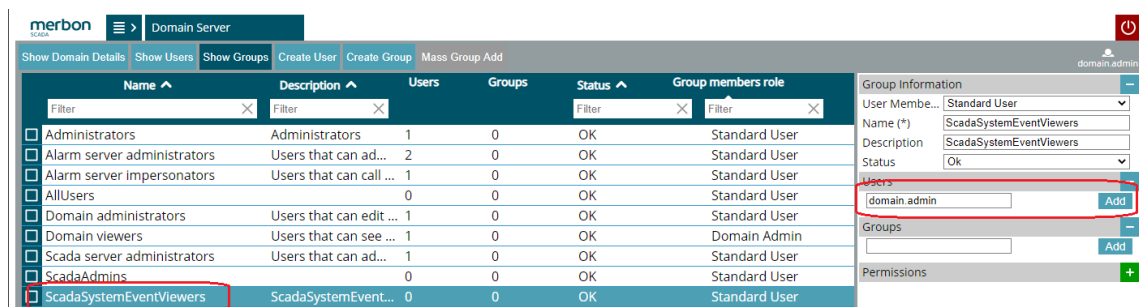 merbon
SCADA
Domain Server
Show Domain Details Show Users Show Groups Create User Create Group Mass Group Add
domain.admin
Name Description Users Groups Status Group members role
Filter Filter Filter Filter
Administrators Administrators 1 0 OK Standard User
Alarm server administrators Users that can ad... 2 0 OK Standard User
Alarm server impersonators Users that can call ... 1 0 OK Standard User
AllUsers 0 0 OK Standard User
Domain administrators Users that can edit ... 1 0 OK Standard User
Domain viewers Users that can see ... 1 0 OK Domain Admin
Scada server administrators Users that can ad... 1 0 OK Standard User
ScadaAdmins 0 0 OK Standard User
ScadaSystemEventViewers ScadaSystemEvent... 0 0 OK Standard User
Group Information
User Membe... Standard User
Name (*) ScadaSystemEventViewers
Description ScadaSystemEventViewers
Status Ok
Users
domain.admin Add
Groups
Add
Permissions